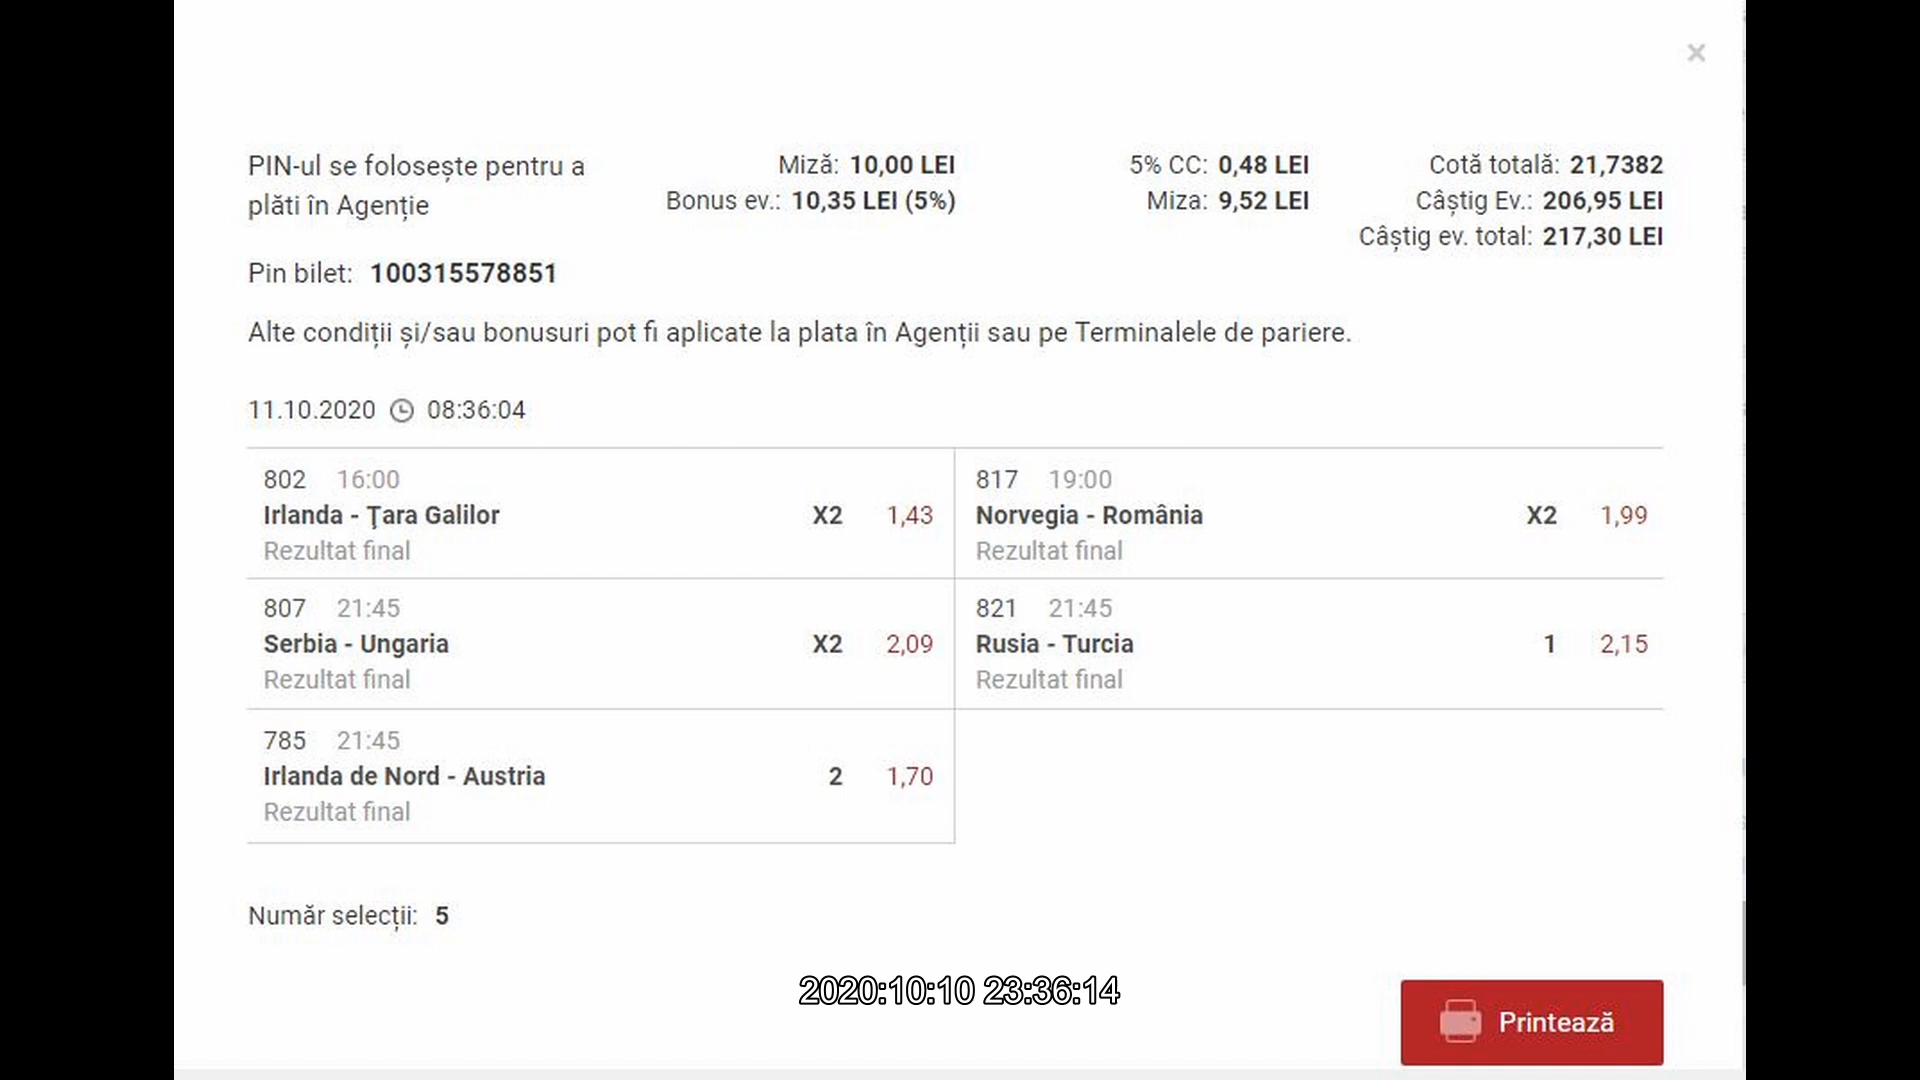 ×
PIN-ul se folosește pentru a
plăti în Agenție
Pin bilet: 100315578851
Miză: 10,00 LEI
Bonus ev.: 10,35 LEI (5%)
5% CC: 0,48 LEI
Miza: 9,52 LEI
Cotă totală: 21,7382
Câștig Ev.: 206,95 LEI
Câștig ev. total: 217,30 LEI
Alte condiții și/sau bonusuri pot fi aplicate la plata în Agenții sau pe Terminalele de pariere.
11.10.2020 08:36:04
802 16:00
Irlanda - Ţara Galilor X2 1,43
Rezultat final
817 19:00
Norvegia - România X2 1,99
Rezultat final
807 21:45
Serbia - Ungaria X2 2,09
Rezultat final
821 21:45
Rusia - Turcia 1 2,15
Rezultat final
785 21:45
Irlanda de Nord - Austria 2 1,70
Rezultat final
Număr selecții: 5
2020:10:10 23:36:14
Printează